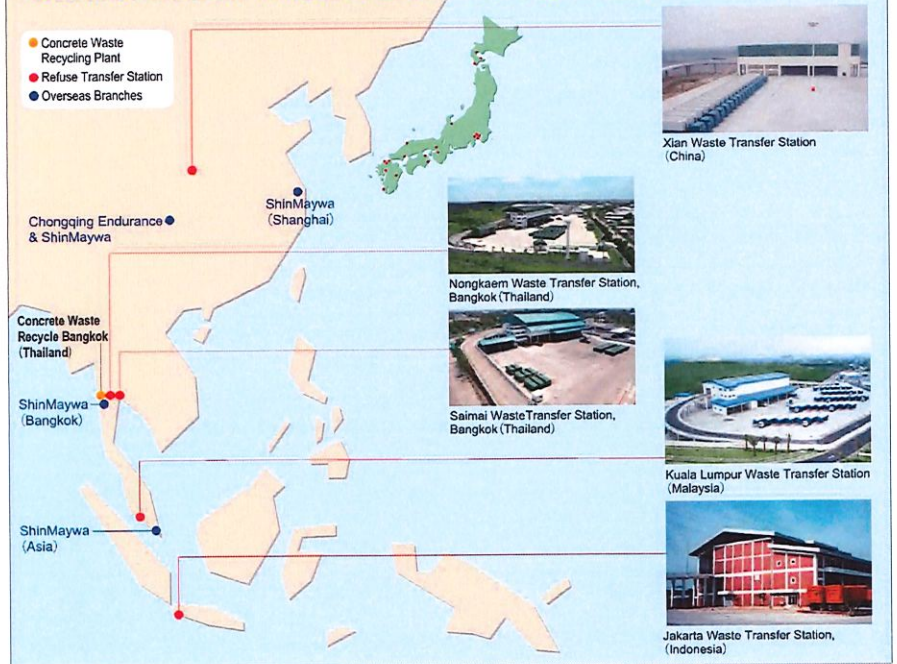 Concrete Waste
Recycling Plant
Refuse Transfer Station
Overseas Branches
Xian Waste Transfer Station
(China)
ShinMaywa
(Shanghai)
Chongqing Endurance
& ShinMaywa
Nongkaem Waste Transfer Station,
Bangkok (Thailand)
Concrete Waste
Recycle Bangkok
(Thailand)
ShinMaywa
(Bangkok)
Saimai WasteTransfer Station,
Bangkok (Thailand)
Kuala Lumpur Waste Transfer Station
(Malaysia)
ShinMaywa
(Asia)
Jakarta Waste Transfer Station,
(Indonesia)